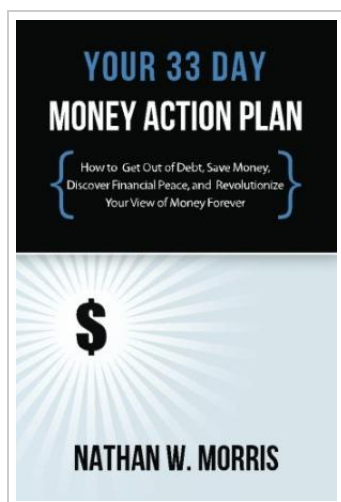 YOUR 33 DAY
MONEY ACTION PLAN
{ How to Get Out of Debt, Save Money, }
Discover Financial Peace, and Revolutionize
Your View of Money Forever
$
NATHAN W. MORRIS